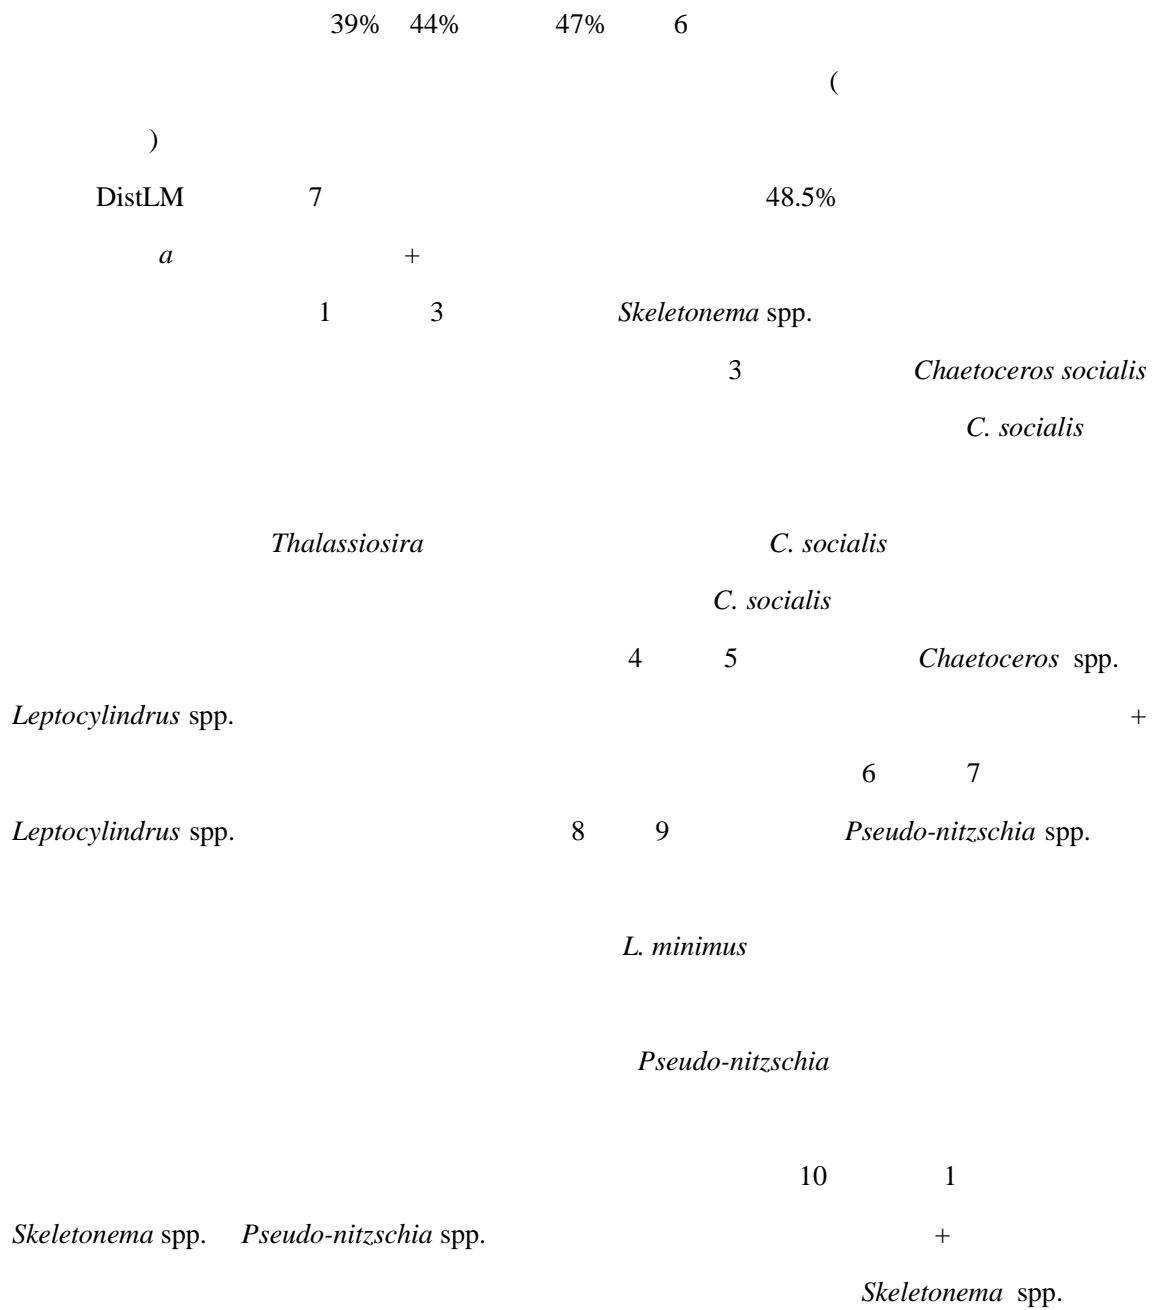 39% 44% 47% 6
(
)
DistLM 7 48.5%
a +
1 3 Skeletonema spp.
3 Chaetoceros socialis
C. socialis
Thalassiosira C. socialis
C. socialis
4 5 Chaetoceros spp.
Leptocylindrus spp. +
6 7
Leptocylindrus spp. 8 9 Pseudo-nitzschia spp.
L. minimus
Pseudo-nitzschia
10 1
Skeletonema spp. Pseudo-nitzschia spp. +
Skeletonema spp.